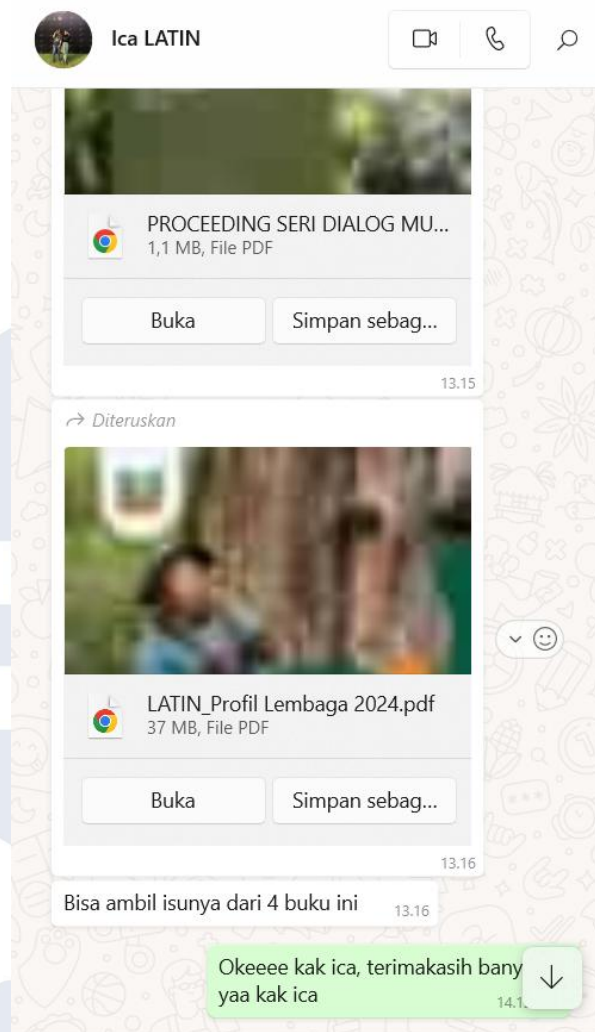 Ica LATIN
PROCEEDING SERI DIALOG MU...
1,1 MB, File PDF
Buka
Simpan sebag...
13.15
Diteruskan
LATIN_Profil Lembaga 2024.pdf
37 MB, File PDF
Buka
Simpan sebag...
13.16
Bisa ambil isunya dari 4 buku ini
13.16
Okeeee kak ica, terimakasih bany
yaa kak ica